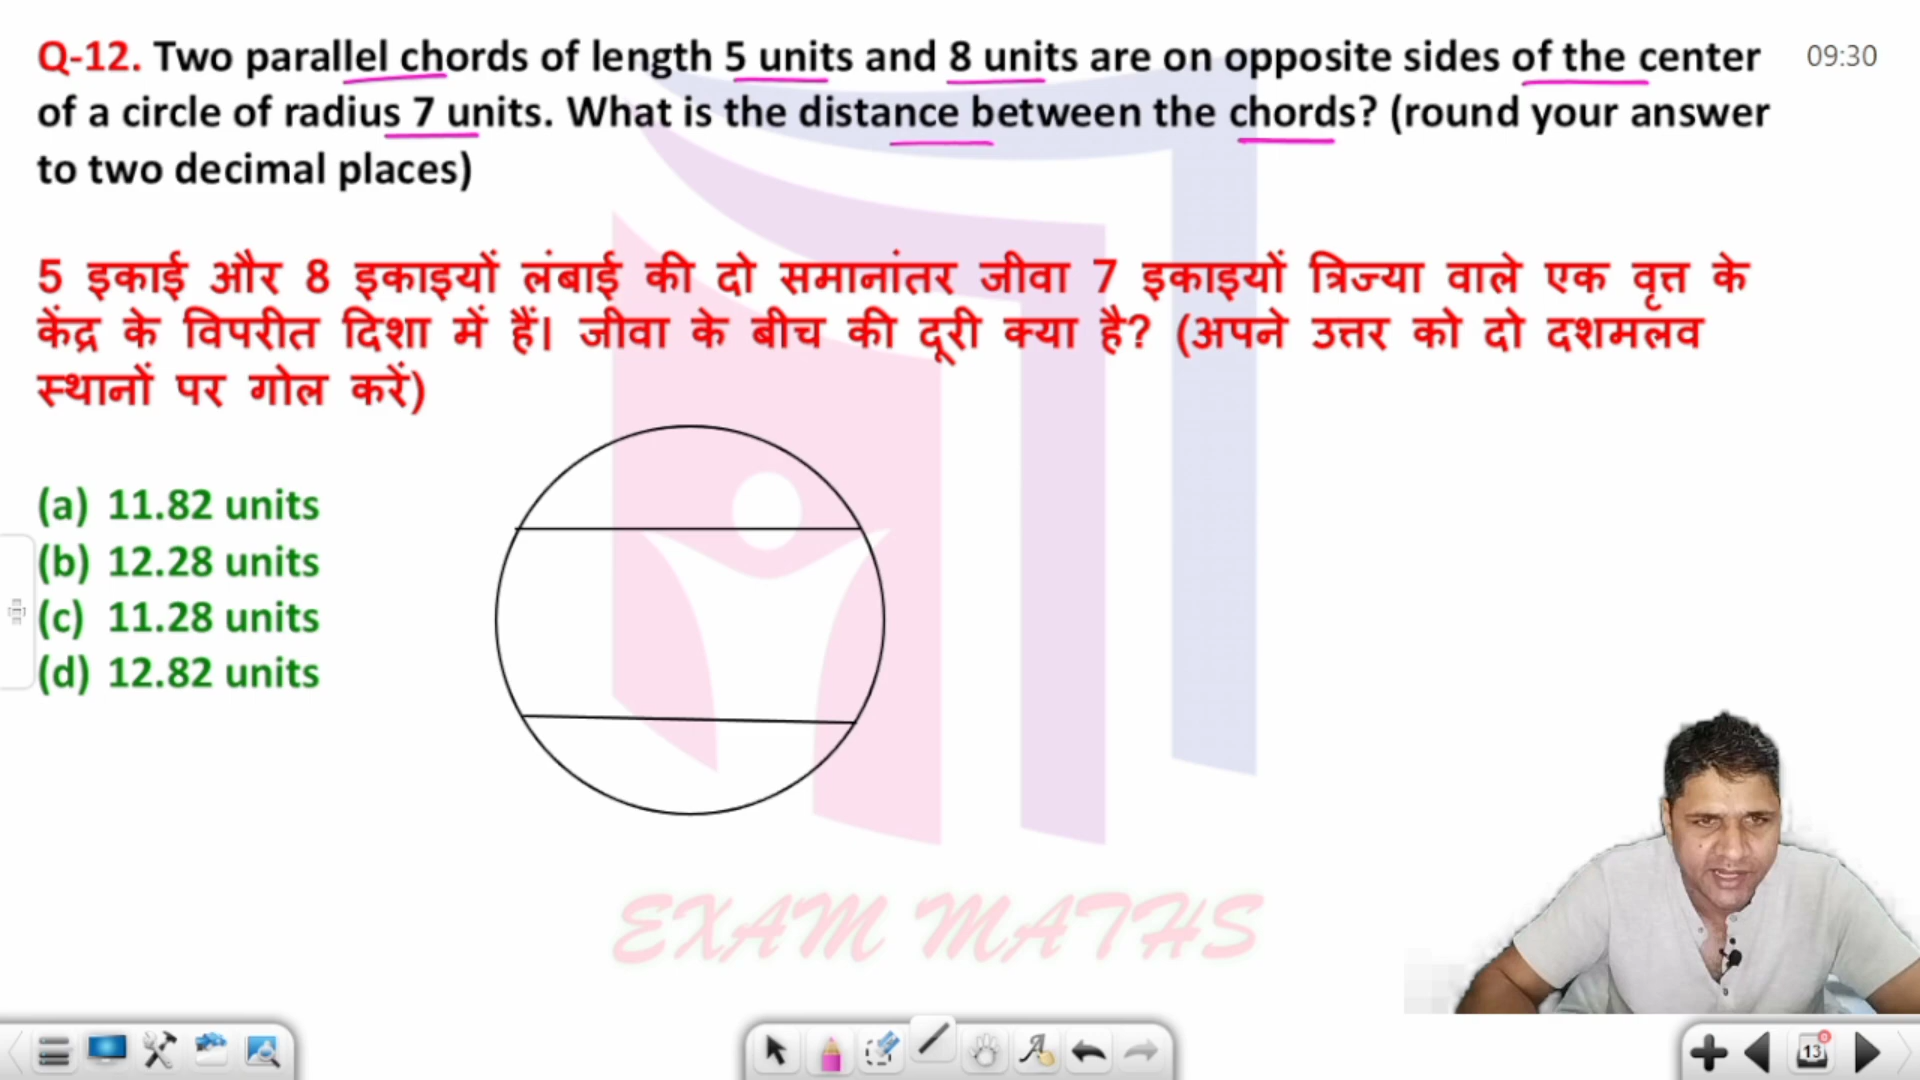 Q-12. Two parallel chords of length 5 units and 8 units are on opposite sides of the center
09:30
of a circle of radius 7 units. What is the distance between the chords? (round your answer
to two decimal places)
5 इकाई और 8 इकाइयों लंबाई की दो समानांतर जीवा 7 इकाइयों त्रिज्या वाले एक वृत्त के
केंद्र के विपरीत दिशा में हैं। जीवा के बीच की दूरी क्या है? (अपने उत्तर को दो दशमलव
स्थानों पर गोल करें)
(a) 11.82 units
(b) 12.28 units
(c) 11.28 units
(d) 12.82 units
EXAM MATHS
13
0